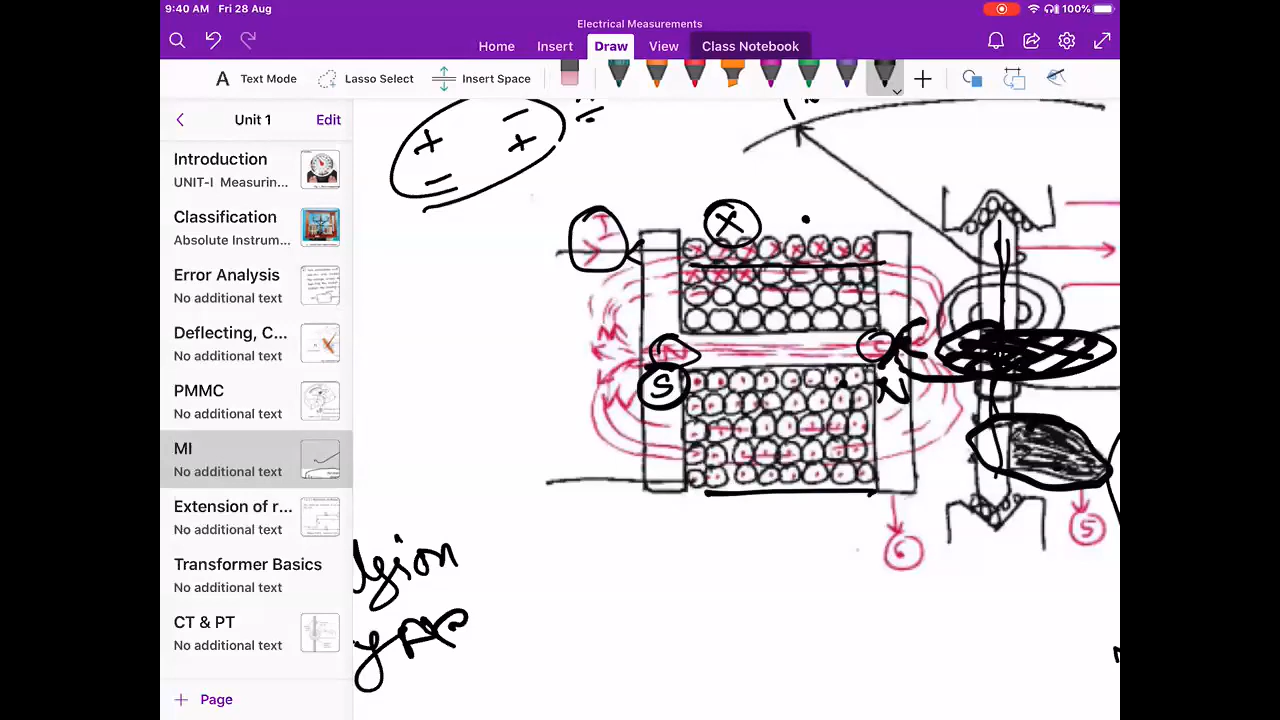 9:40 AM Fri 28 Aug
100%
Electrical Measurements
Home Insert Draw View Class Notebook
A Text Mode Lasso Select Insert Space
Unit 1 Edit
Introduction
UNIT-I Measurin...
Classification
Absolute Instrum...
Error Analysis
No additional text
Deflecting, C...
No additional text
PMMC
No additional text
MI
No additional text
Extension of r...
No additional text
Transformer Basics
No additional text
CT & PT
No additional text
+ Page
+ −
− +
I
X
N
S
N
6
5